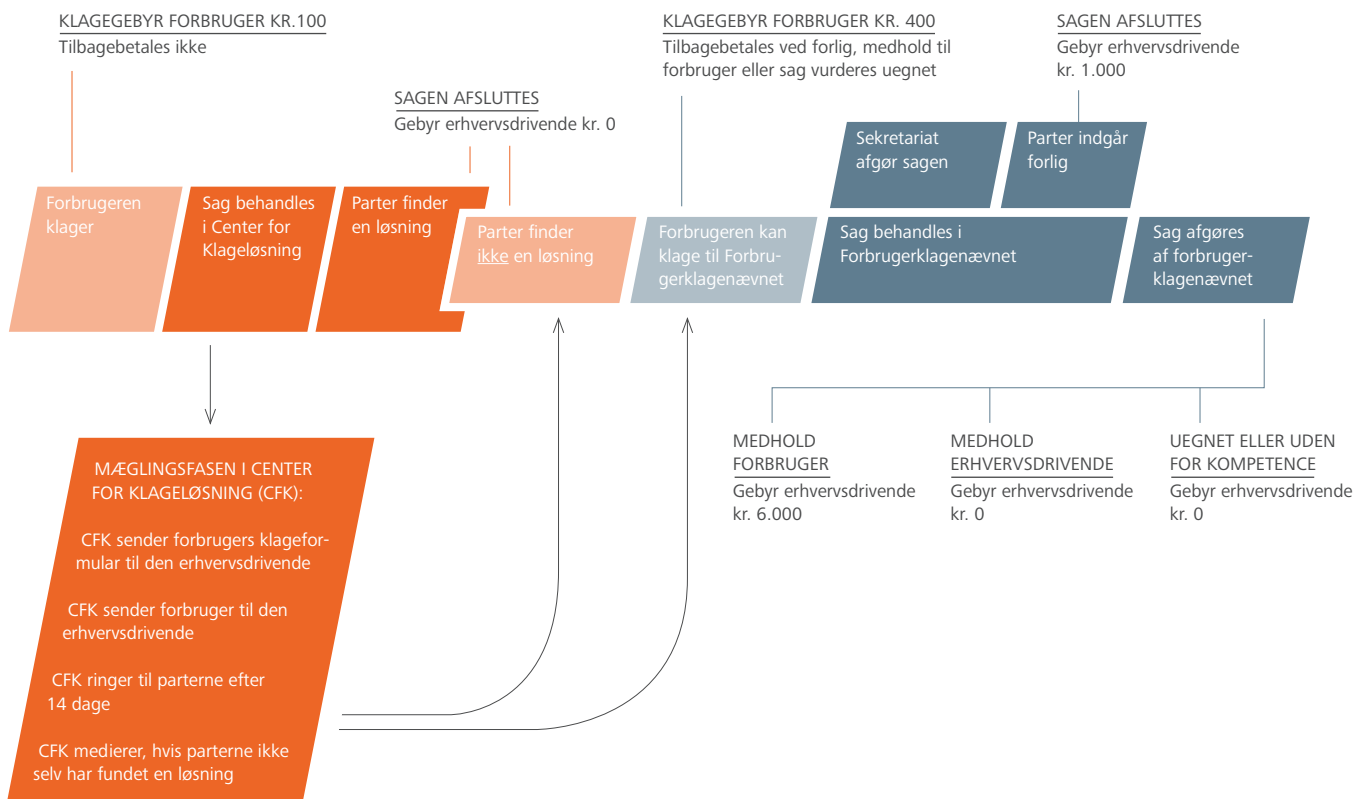 KLAGEGEBYR FORBRUGER KR.100
Tilbagebetales ikke
SAGEN AFSLUTTES
Gebyr erhvervsdrivende kr. 0
KLAGEGEBYR FORBRUGER KR. 400
Tilbagebetales ved forlig, medhold til
forbruger eller sag vurderes uegnet
SAGEN AFSLUTTES
Gebyr erhvervsdrivende
kr. 1.000
Sekretariat
afgør sagen
Parter indgår
forlig
Forbrugeren
klager
Sag behandles
i Center for
Klageløsning
Parter finder
en løsning
Parter finder
ikke en løsning
Forbrugeren kan
klage til Forbru-
gerklagenævnet
Sag behandles i
Forbrugerklagenævnet
Sag afgøres
af forbruger-
klagenævnet
MÆGLINGSFASEN I CENTER
FOR KLAGELØSNING (CFK):
CFK sender forbrugers klagefor-
mular til den erhvervsdrivende
CFK sender forbruger til den
erhvervsdrivende
CFK ringer til parterne efter
14 dage
CFK medierer, hvis parterne ikke
selv har fundet en løsning
MEDHOLD
FORBRUGER
Gebyr erhvervsdrivende
kr. 6.000
MEDHOLD
ERHVERVSDRIVENDE
Gebyr erhvervsdrivende
kr. 0
UEGNET ELLER UDEN
FOR KOMPETENCE
Gebyr erhvervsdrivende
kr. 0